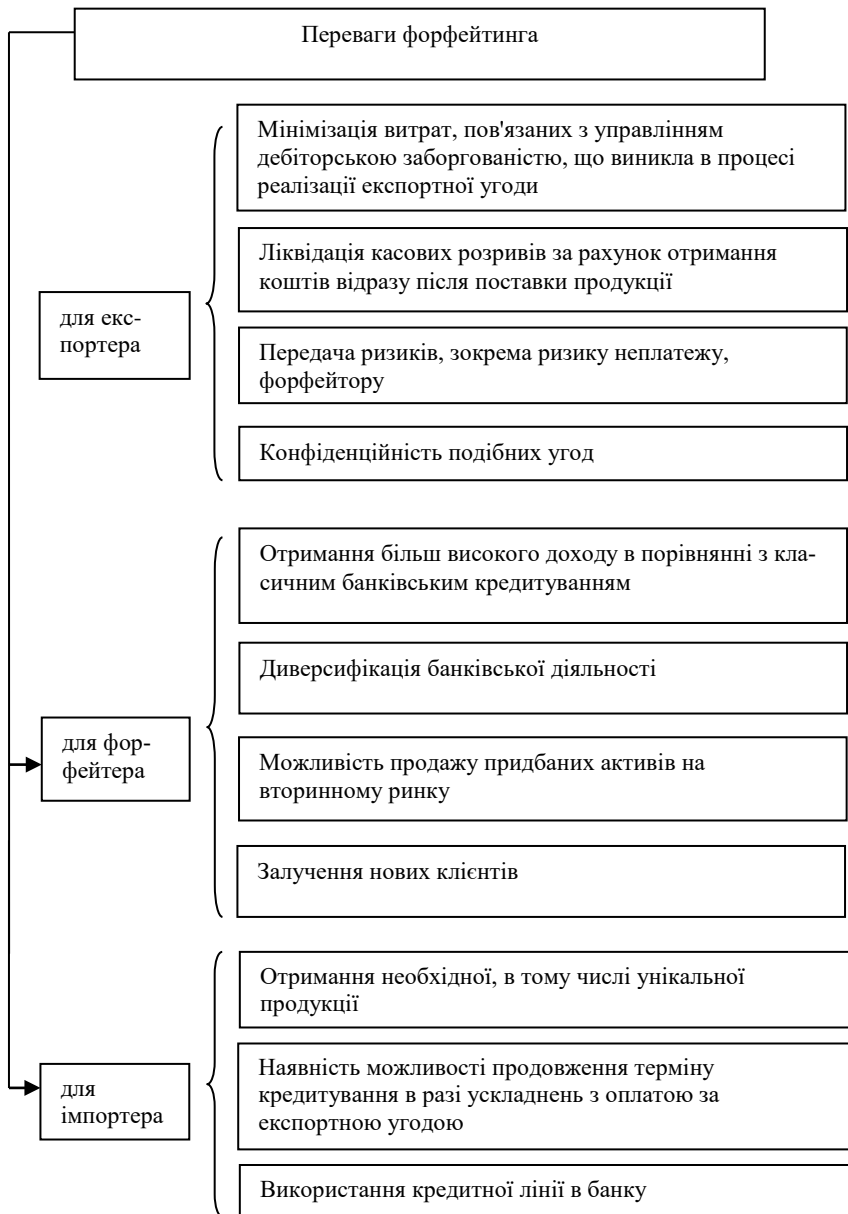 Переваги форфейтинга
для екс-
портера
Мінімізація витрат, пов'язаних з управлінням
дебіторською заборгованістю, що виникла в процесі
реалізації експортної угоди
Ліквідація касових розривів за рахунок отримання
коштів відразу після поставки продукції
Передача ризиків, зокрема ризику неплатежу,
форфейтору
Конфіденційність подібних угод
для фор-
фейтера
Отримання більш високого доходу в порівнянні з кла-
сичним банківським кредитуванням
Диверсифікація банківської діяльності
Можливість продажу придбаних активів на
вторинному ринку
Залучення нових клієнтів
для
імпортера
Отримання необхідної, в тому числі унікальної
продукції
Наявність можливості продовження терміну
кредитування в разі ускладнень з оплатою за
експортною угодою
Використання кредитної лінії в банку